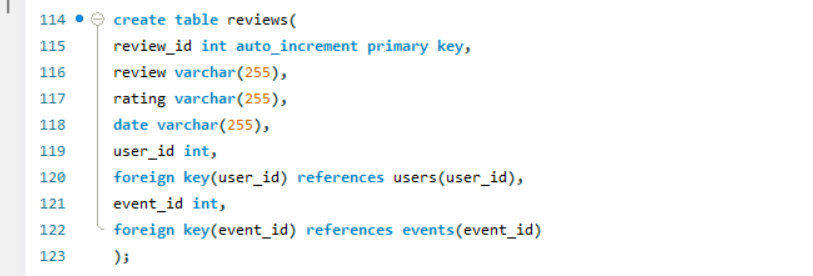 114 create table reviews(
115 review_id int auto_increment primary key,
116 review varchar(255),
117 rating varchar(255),
118 date varchar(255),
119 user_id int,
120 foreign key(user_id) references users(user_id),
121 event_id int,
122 foreign key(event_id) references events(event_id)
123 );